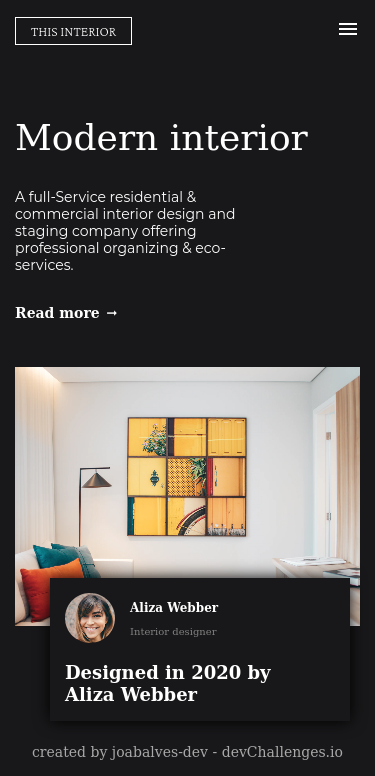 THIS INTERIOR
Modern interior
A full-Service residential &
commercial interior design and
staging company offering
professional organizing & eco-
services.
Read more →
Aliza Webber
Interior designer
Designed in 2020 by
Aliza Webber
created by joabalves-dev - devChallenges.io